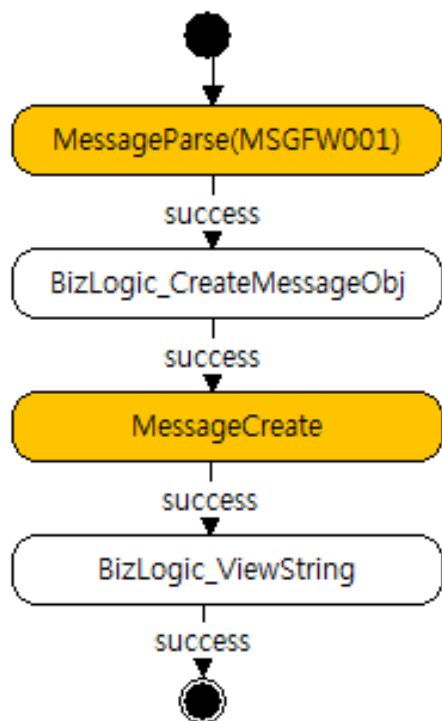 MessageParse(MSGFW001)
success
BizLogic_CreateMessageObj
success
MessageCreate
success
BizLogic_ViewString
success